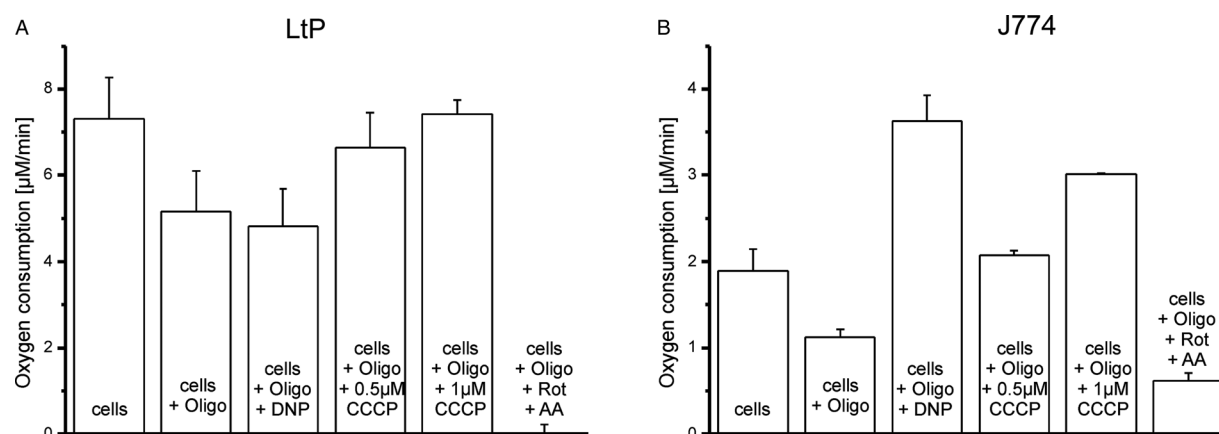 A
LtP
Oxygen consumption [µM/min]
8
6
4
2
0
cells
cells
+ Oligo
cells
+ Oligo
+ DNP
cells
+ Oligo
+ 0.5µM
CCCP
cells
+ Oligo
+ 1µM
CCCP
cells
+ Oligo
+ Rot
+ AA
B
J774
Oxygen consumption [µM/min]
4
3
2
1
0
cells
cells
+ Oligo
cells
+ Oligo
+ DNP
cells
+ Oligo
+ 0.5µM
CCCP
cells
+ Oligo
+ 1µM
CCCP
cells
+ Oligo
+ Rot
+ AA